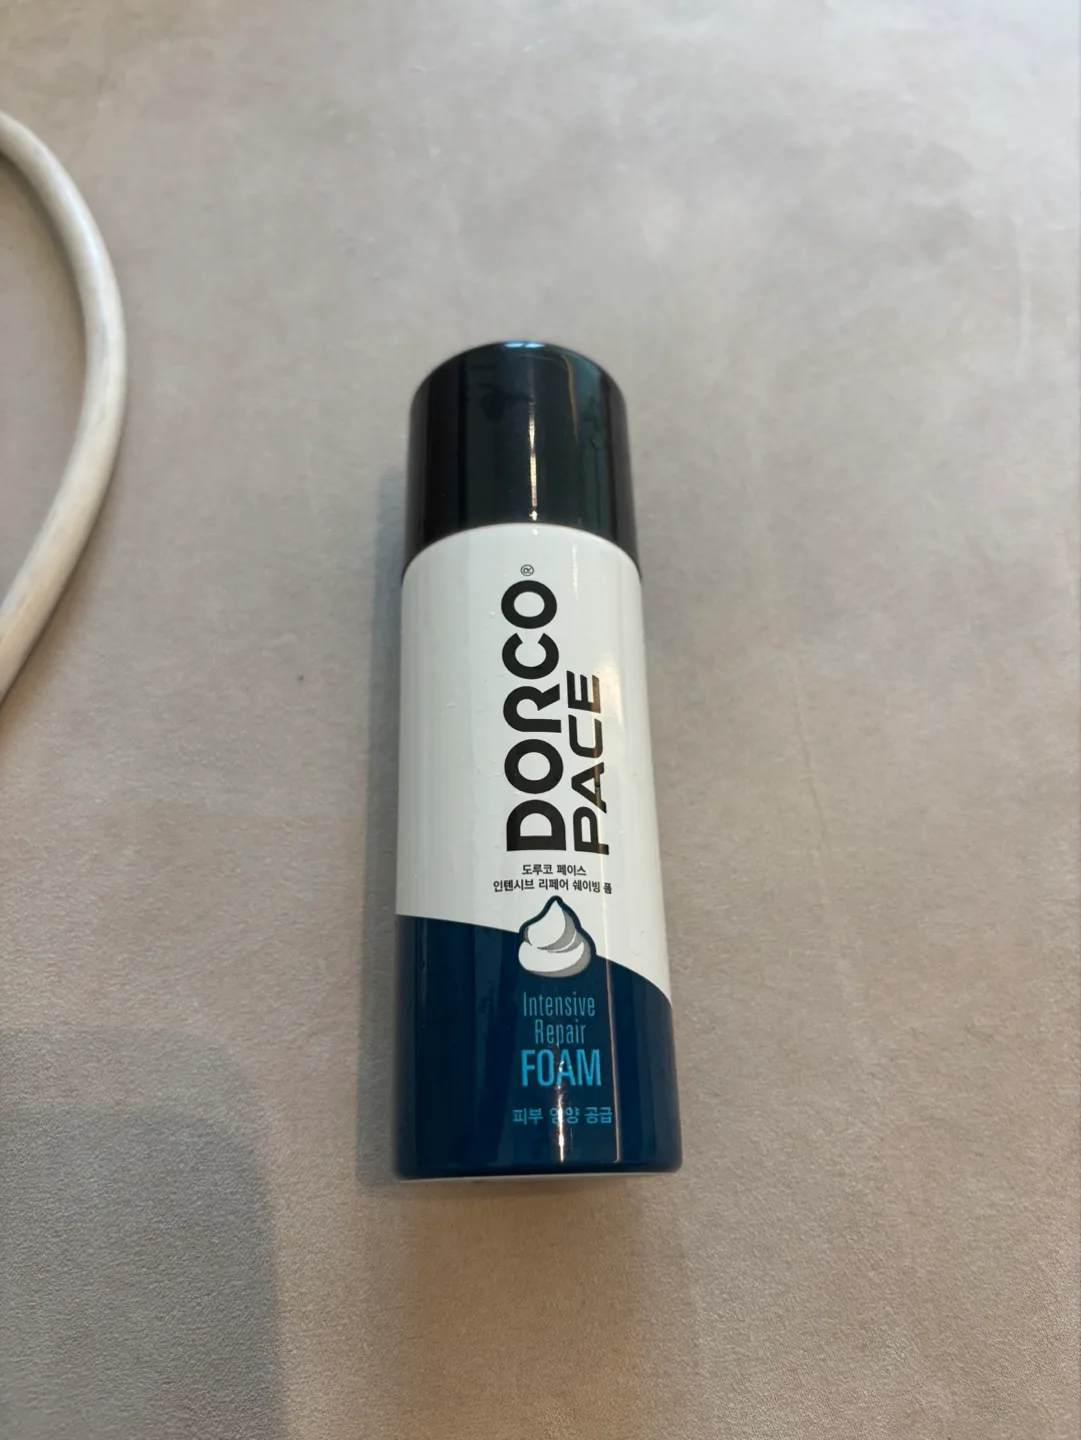 DORCO®
PACE
도루코 페이스
인텐시브 리페어 쉐이빙 폼
Intensive
Repair
FOAM
피부 영양 공급